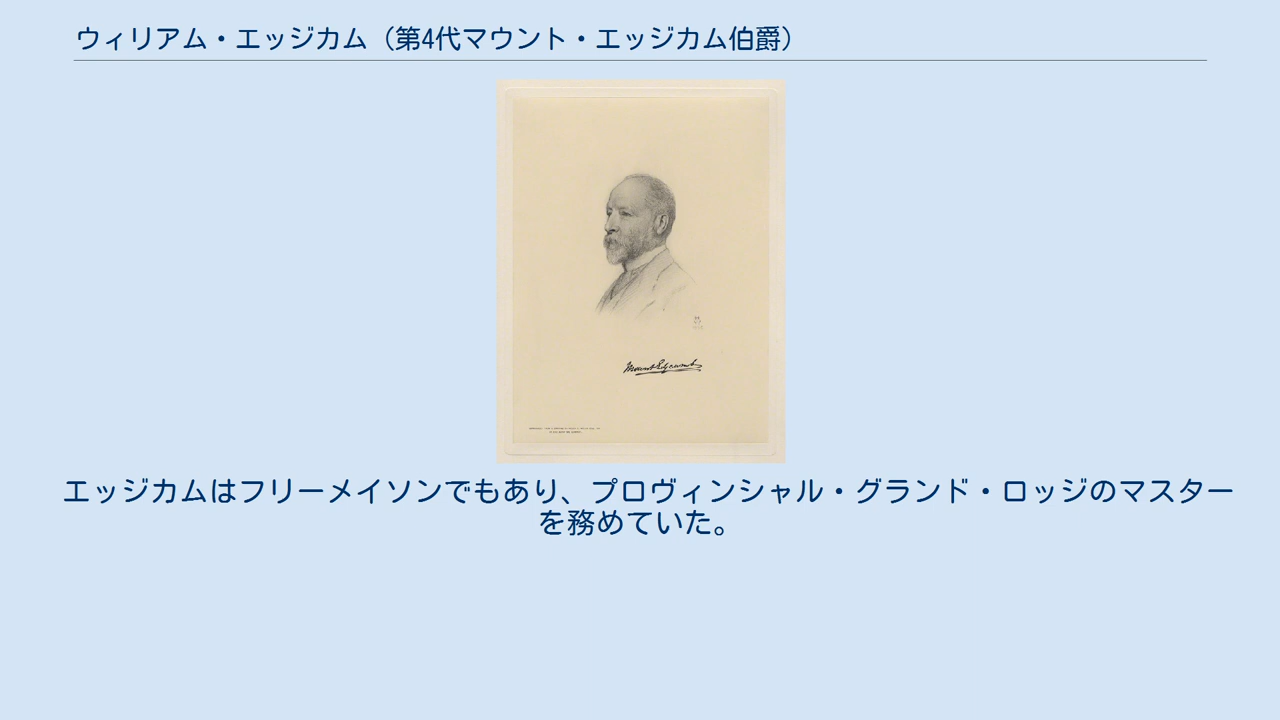 ウィリアム・エッジカム（第4代マウント・エッジカム伯爵）
Mount Edgcumbe
エッジカムはフリーメイソンでもあり、プロヴィンシャル・グランド・ロッジのマスター
を務めていた。